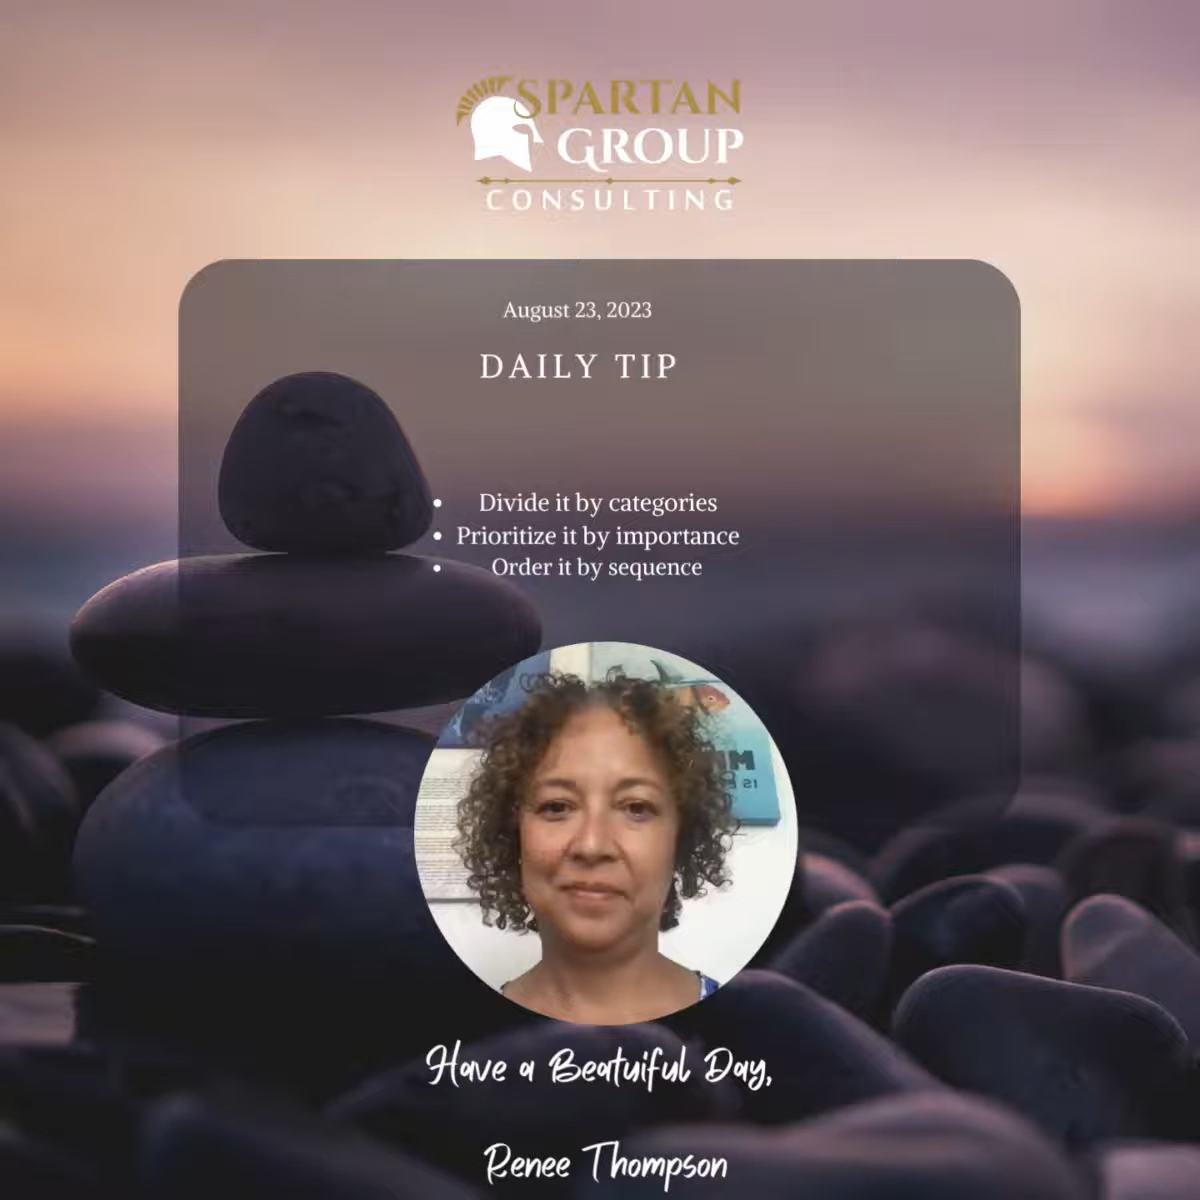 SPARTAN
GROUP
CONSULTING
August 23, 2023
DAILY TIP
• Divide it by categories
• Prioritize it by importance
• Order it by sequence
Have a Beatuiful Day,
Renee Thompson